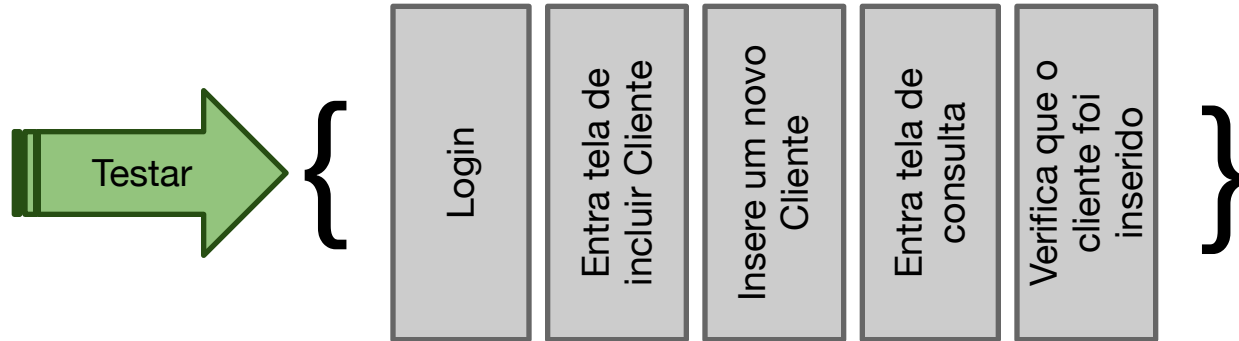 Testar
{
Login
Entra tela de
incluir Cliente
Insere um novo
Cliente
Entra tela de
consulta
Verifica que o
cliente foi
inserido
}